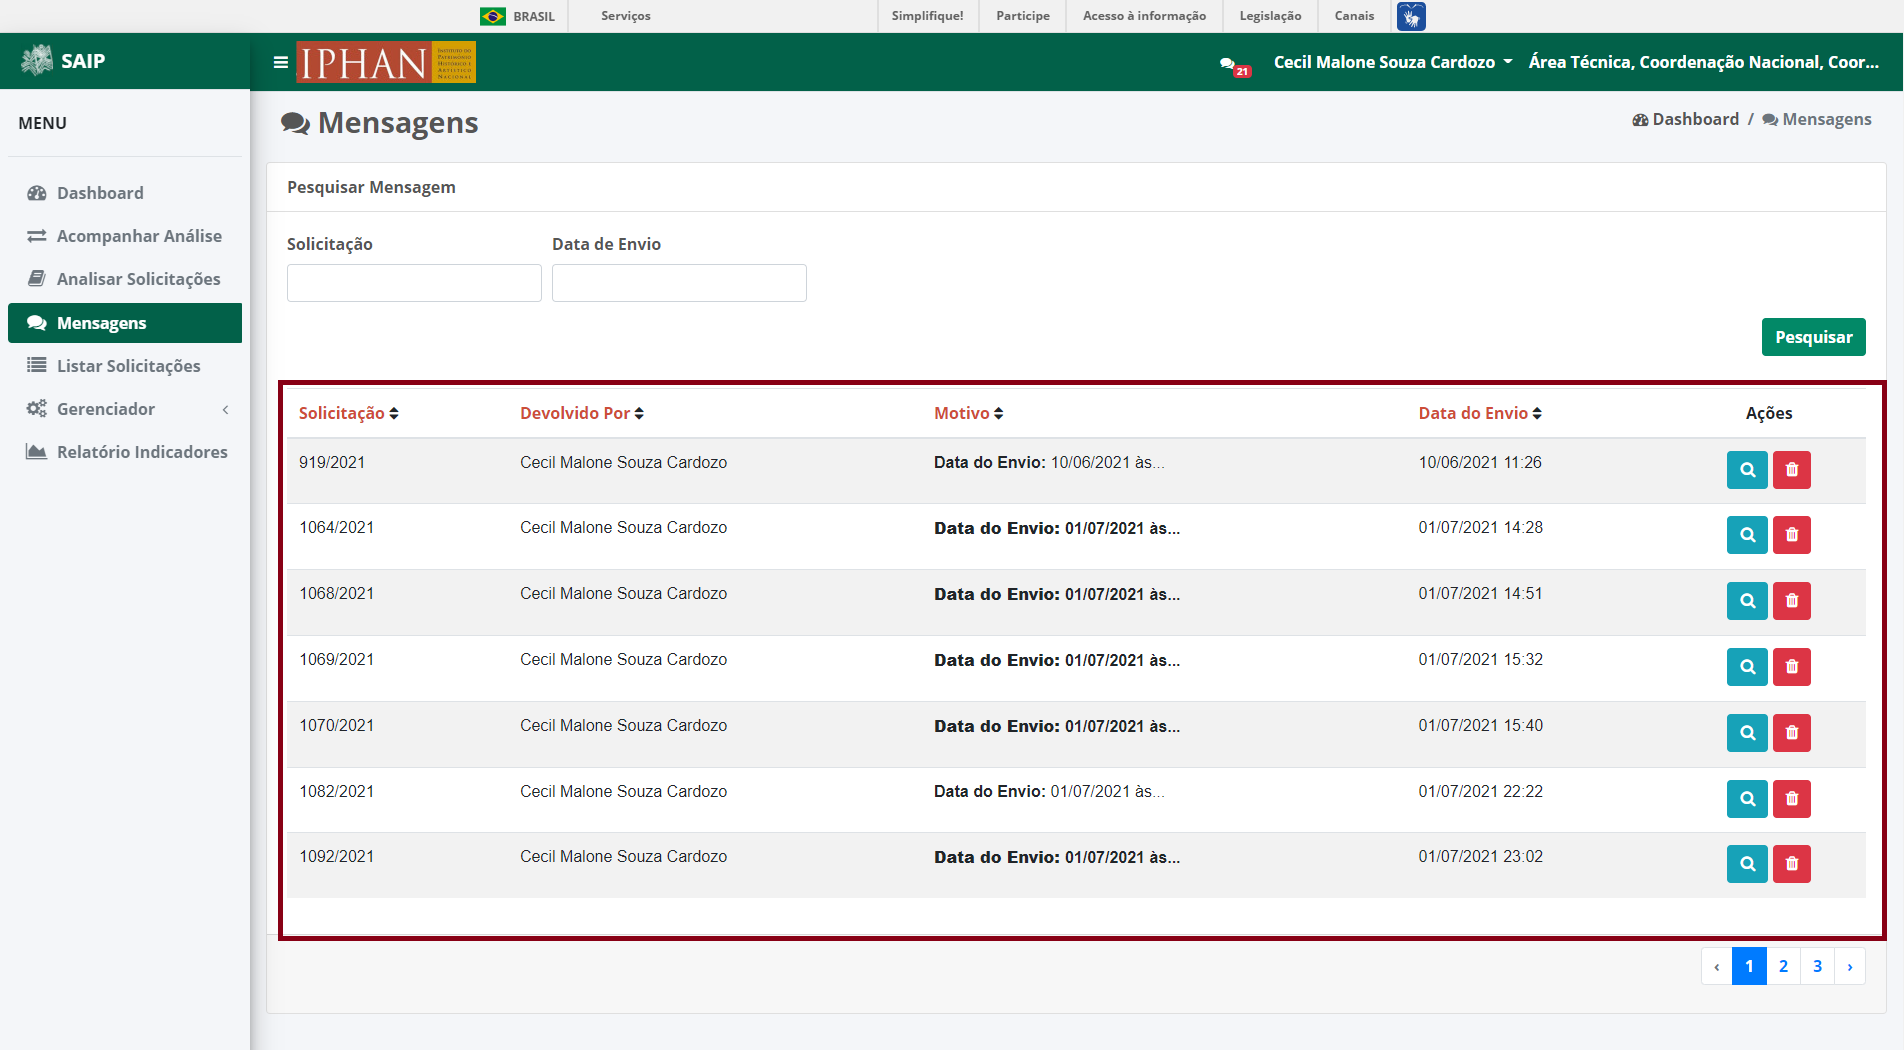 BRASIL Serviços Simplifique! Participe Acesso à informação Legislação Canais
SAIP
IPHAN
INSTITUTO DO
PATRIMÔNIO
HISTÓRICO E
ARTÍSTICO
NACIONAL
21
Cecil Malone Souza Cardozo Área Técnica, Coordenação Nacional, Coor...
MENU
Dashboard
Acompanhar Análise
Analisar Solicitações
Mensagens
Listar Solicitações
Gerenciador
Relatório Indicadores
Mensagens
Dashboard / Mensagens
Pesquisar Mensagem
Solicitação Data de Envio
Pesquisar
Solicitação Devolvido Por Motivo Data do Envio Ações
919/2021 Cecil Malone Souza Cardozo Data do Envio: 10/06/2021 às... 10/06/2021 11:26
1064/2021 Cecil Malone Souza Cardozo Data do Envio: 01/07/2021 às... 01/07/2021 14:28
1068/2021 Cecil Malone Souza Cardozo Data do Envio: 01/07/2021 às... 01/07/2021 14:51
1069/2021 Cecil Malone Souza Cardozo Data do Envio: 01/07/2021 às... 01/07/2021 15:32
1070/2021 Cecil Malone Souza Cardozo Data do Envio: 01/07/2021 às... 01/07/2021 15:40
1082/2021 Cecil Malone Souza Cardozo Data do Envio: 01/07/2021 às... 01/07/2021 22:22
1092/2021 Cecil Malone Souza Cardozo Data do Envio: 01/07/2021 às... 01/07/2021 23:02
‹ 1 2 3 ›